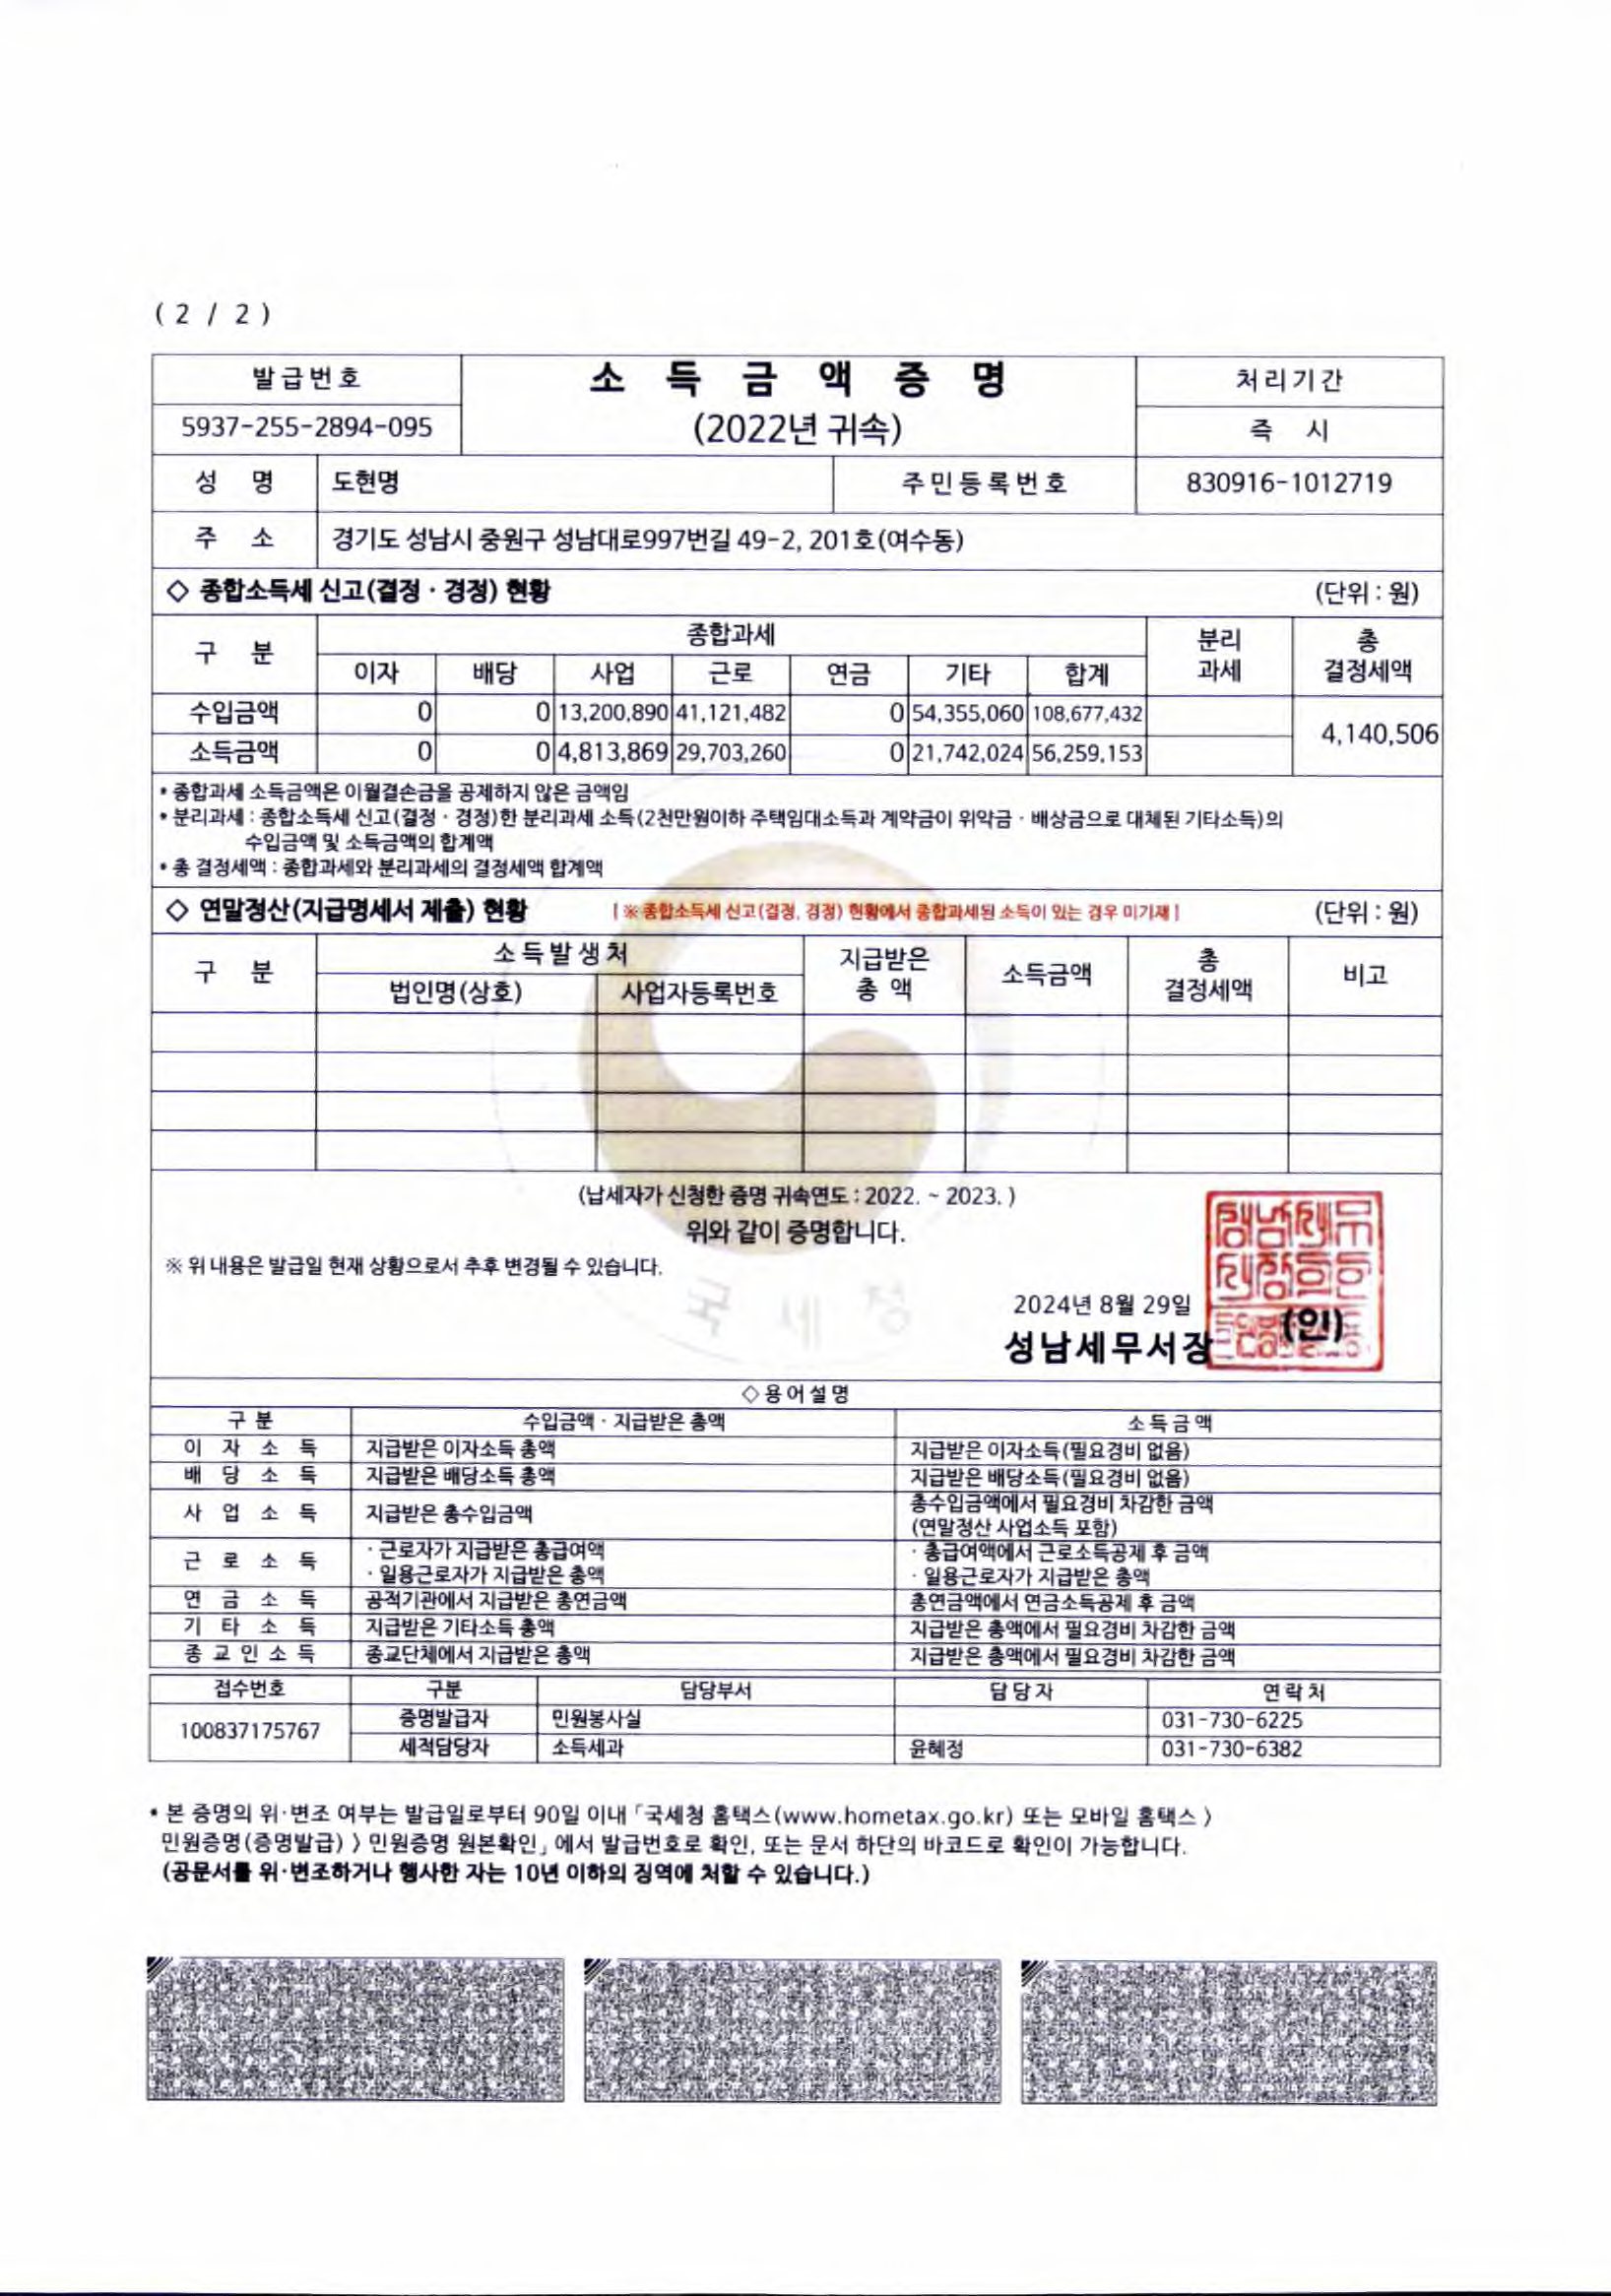 ( 2 / 2 )
발급번호 소 득 금 액 증 명 처리기간
5937-255-2894-095 (2022년 귀속) 즉 시
성 명 도현명 주민등록번호 830916-1012719
주 소 경기도 성남시 중원구 성남대로997번길 49-2, 201호(여수동)
◇ 종합소득세 신고(결정 · 경정) 현황 (단위 : 원)
구 분 종합과세 분리 과세 총 결정세액
이자 배당 사업 근로 연금 기타 합계
수입금액 0 0 13,200,890 41,121,482 0 54,355,060 108,677,432 4,140,506
소득금액 0 0 4,813,869 29,703,260 0 21,742,024 56,259,153
• 종합과세 소득금액은 이월결손금을 공제하지 않은 금액임
• 분리과세 : 종합소득세 신고(결정 · 경정)한 분리과세 소득(2천만원이하 주택임대소득과 계약금이 위약금 · 배상금으로 대체된 기타소득)의
수입금액 및 소득금액의 합계액
• 총 결정세액 : 종합과세와 분리과세의 결정세액 합계액
◇ 연말정산(지급명세서 제출) 현황 [ ※ 종합소득세 신고(결정, 경정) 현황에서 종합과세된 소득이 있는 경우 미기재 ] (단위 : 원)
구 분 소득발생처 지급받은 총 액 소득금액 총 결정세액 비고
법인명(상호) 사업자등록번호
(납세자가 신청한 증명 귀속연도 : 2022. ~ 2023. )
위와 같이 증명합니다.
※ 위 내용은 발급일 현재 상황으로서 추후 변경될 수 있습니다.
국 세 청
2024년 8월 29일
성남세무서장 (인)
◇용어설명
구 분 수입금액 · 지급받은 총액 소득금액
이 자 소 득 지급받은 이자소득 총액 지급받은 이자소득(필요경비 없음)
배 당 소 득 지급받은 배당소득 총액 지급받은 배당소득(필요경비 없음)
사 업 소 득 지급받은 총수입금액 총수입금액에서 필요경비 차감한 금액
(연말정산 사업소득 포함)
근 로 소 득 · 근로자가 지급받은 총급여액 · 총급여액에서 근로소득공제 후 금액
· 일용근로자가 지급받은 총액 · 일용근로자가 지급받은 총액
연 금 소 득 공적기관에서 지급받은 총연금액 총연금액에서 연금소득공제 후 금액
기 타 소 득 지급받은 기타소득 총액 지급받은 총액에서 필요경비 차감한 금액
종 교 인 소 득 종교단체에서 지급받은 총액 지급받은 총액에서 필요경비 차감한 금액
접수번호 구분 담당부서 담당자 연락처
100837175767 증명발급자 민원봉사실 031-730-6225
세적담당자 소득세과 윤혜정 031-730-6382
* 본 증명의 위·변조 여부는 발급일로부터 90일 이내 「국세청 홈택스(www.hometax.go.kr) 또는 모바일 홈택스 〉
민원증명(증명발급) 〉 민원증명 원본확인」에서 발급번호로 확인, 또는 문서 하단의 바코드로 확인이 가능합니다.
(공문서를 위·변조하거나 행사한 자는 10년 이하의 징역에 처할 수 있습니다.)